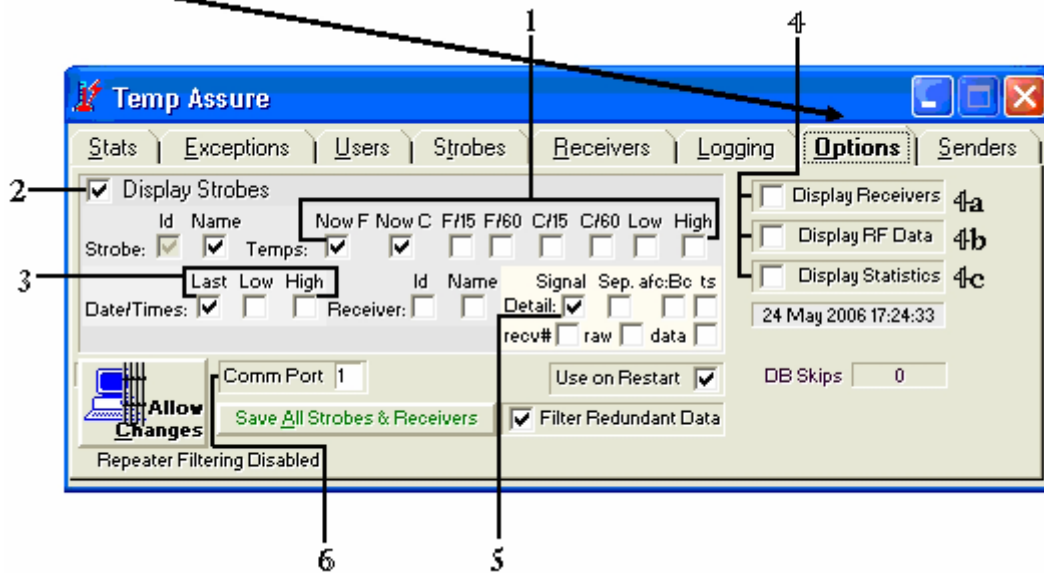 1 4
Temp Assure
Stats Exceptions Users Strobes Receivers Logging Options Senders
2 Display Strobes Display Receivers 4a
Id Name Now F Now C F/15 F/60 C/15 C/60 Low High
Strobe: Temps: Display RF Data 4b
3 Last Low High Id Name Signal Sep. afc:Bc ts Display Statistics 4c
Date/Times: Receiver: Detail: 24 May 2006 17:24:33
recv# raw data
Comm Port 1 Use on Restart DB Skips 0
Allow Changes Save All Strobes & Receivers Filter Redundant Data
Repeater Filtering Disabled
6 5